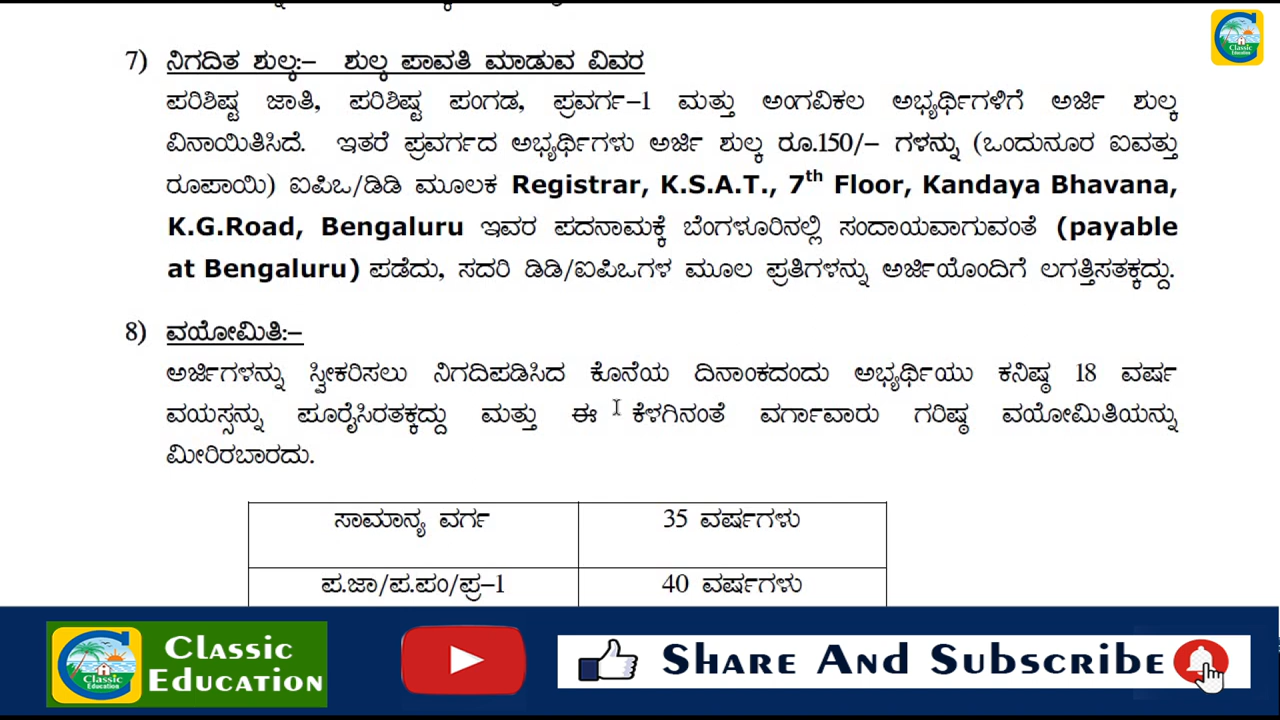 Classic
Education
7) ನಿಗದಿತ ಶುಲ್ಕ:– ಶುಲ್ಕ ಪಾವತಿ ಮಾಡುವ ವಿವರ
ಪರಿಶಿಷ್ಟ ಜಾತಿ, ಪರಿಶಿಷ್ಟ ಪಂಗಡ, ಪ್ರವರ್ಗ–1 ಮತ್ತು ಅಂಗವಿಕಲ ಅಭ್ಯರ್ಥಿಗಳಿಗೆ ಅರ್ಜಿ ಶುಲ್ಕ
ವಿನಾಯಿತಿಸಿದೆ. ಇತರೆ ಪ್ರವರ್ಗದ ಅಭ್ಯರ್ಥಿಗಳು ಅರ್ಜಿ ಶುಲ್ಕ ರೂ.150/– ಗಳನ್ನು (ಒಂದುನೂರ ಐವತ್ತು
ರೂಪಾಯಿ) ಐಪಿಒ/ಡಿಡಿ ಮೂಲಕ Registrar, K.S.A.T., 7th Floor, Kandaya Bhavana,
K.G.Road, Bengaluru ಇವರ ಪದನಾಮಕ್ಕೆ ಬೆಂಗಳೂರಿನಲ್ಲಿ ಸಂದಾಯವಾಗುವಂತೆ (payable
at Bengaluru) ಪಡೆದು, ಸದರಿ ಡಿಡಿ/ಐಪಿಒಗಳ ಮೂಲ ಪ್ರತಿಗಳನ್ನು ಅರ್ಜಿಯೊಂದಿಗೆ ಲಗತ್ತಿಸತಕ್ಕದ್ದು.
8) ವಯೋಮಿತಿ:–
ಅರ್ಜಿಗಳನ್ನು ಸ್ವೀಕರಿಸಲು ನಿಗದಿಪಡಿಸಿದ ಕೊನೆಯ ದಿನಾಂಕದಂದು ಅಭ್ಯರ್ಥಿಯು ಕನಿಷ್ಠ 18 ವರ್ಷ
ವಯಸ್ಸನ್ನು ಪೂರೈಸಿರತಕ್ಕದ್ದು ಮತ್ತು ಈ ಕೆಳಗಿನಂತೆ ವರ್ಗಾವಾರು ಗರಿಷ್ಠ ವಯೋಮಿತಿಯನ್ನು
ಮೀರಿರಬಾರದು.
ಸಾಮಾನ್ಯ ವರ್ಗ 35 ವರ್ಷಗಳು
ಪ.ಜಾ/ಪ.ಪಂ/ಪ್ರ–1 40 ವರ್ಷಗಳು
Classic
Education
Classic
Education
Share And Subscribe